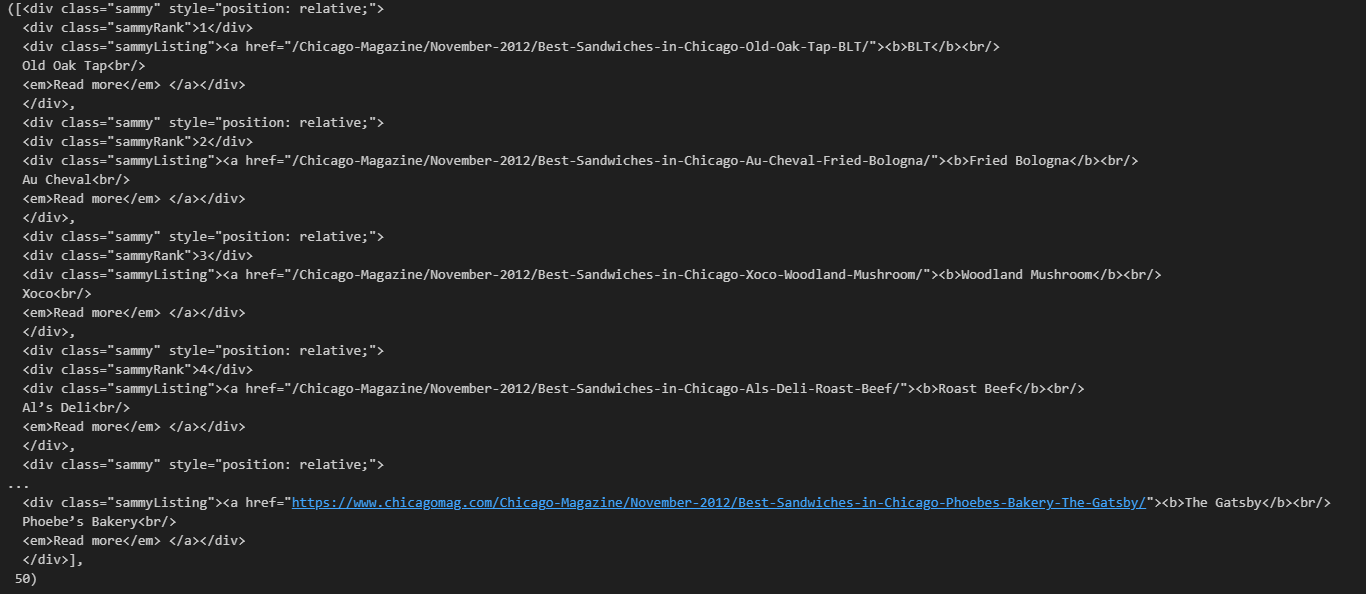 ([<div class="sammy" style="position: relative;">
<div class="sammyRank">1</div>
<div class="sammyListing"><a href="/Chicago-Magazine/November-2012/Best-Sandwiches-in-Chicago-Old-Oak-Tap-BLT/"><b>BLT</b><br/>
Old Oak Tap<br/>
<em>Read more</em> </a></div>
</div>,
<div class="sammy" style="position: relative;">
<div class="sammyRank">2</div>
<div class="sammyListing"><a href="/Chicago-Magazine/November-2012/Best-Sandwiches-in-Chicago-Au-Cheval-Fried-Bologna/"><b>Fried Bologna</b><br/>
Au Cheval<br/>
<em>Read more</em> </a></div>
</div>,
<div class="sammy" style="position: relative;">
<div class="sammyRank">3</div>
<div class="sammyListing"><a href="/Chicago-Magazine/November-2012/Best-Sandwiches-in-Chicago-Xoco-Woodland-Mushroom/"><b>Woodland Mushroom</b><br/>
Xoco<br/>
<em>Read more</em> </a></div>
</div>,
<div class="sammy" style="position: relative;">
<div class="sammyRank">4</div>
<div class="sammyListing"><a href="/Chicago-Magazine/November-2012/Best-Sandwiches-in-Chicago-Als-Deli-Roast-Beef/"><b>Roast Beef</b><br/>
Al’s Deli<br/>
<em>Read more</em> </a></div>
</div>,
<div class="sammy" style="position: relative;">
...
<div class="sammyListing"><a href="https://www.chicagomag.com/Chicago-Magazine/November-2012/Best-Sandwiches-in-Chicago-Phoebes-Bakery-The-Gatsby/"><b>The Gatsby</b><br/>
Phoebe’s Bakery<br/>
<em>Read more</em> </a></div>
</div>],
50)